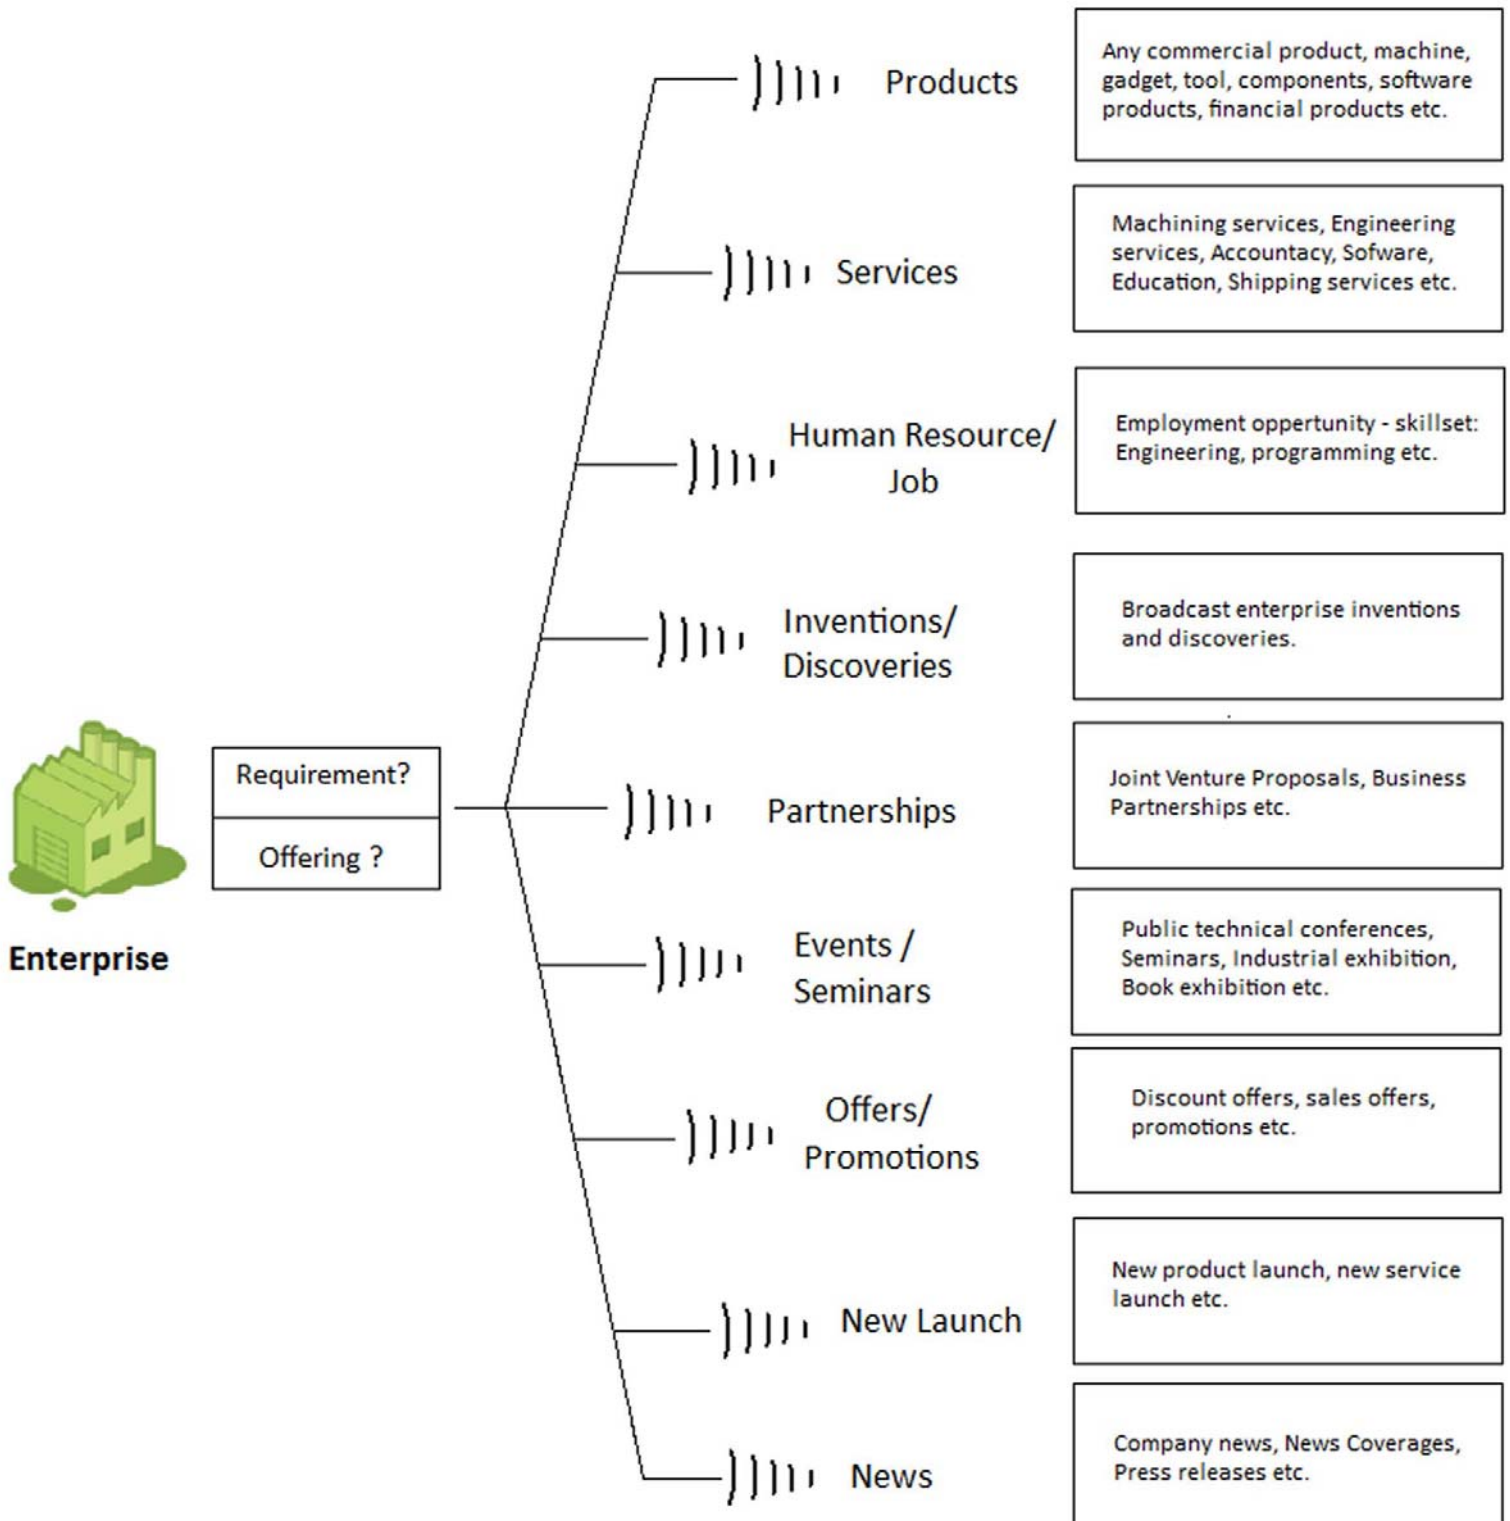 Products
Any commercial product, machine,
gadget, tool, components, software
products, financial products etc.
Services
Machining services, Engineering
services, Accountacy, Sofware,
Education, Shipping services etc.
Human Resource/
Job
Employment oppertunity - skillset:
Engineering, programming etc.
Inventions/
Discoveries
Broadcast enterprise inventions
and discoveries.
Enterprise
Requirement?
Offering ?
Partnerships
Joint Venture Proposals, Business
Partnerships etc.
Events /
Seminars
Public technical conferences,
Seminars, Industrial exhibition,
Book exhibition etc.
Offers/
Promotions
Discount offers, sales offers,
promotions etc.
New Launch
New product launch, new service
launch etc.
News
Company news, News Coverages,
Press releases etc.